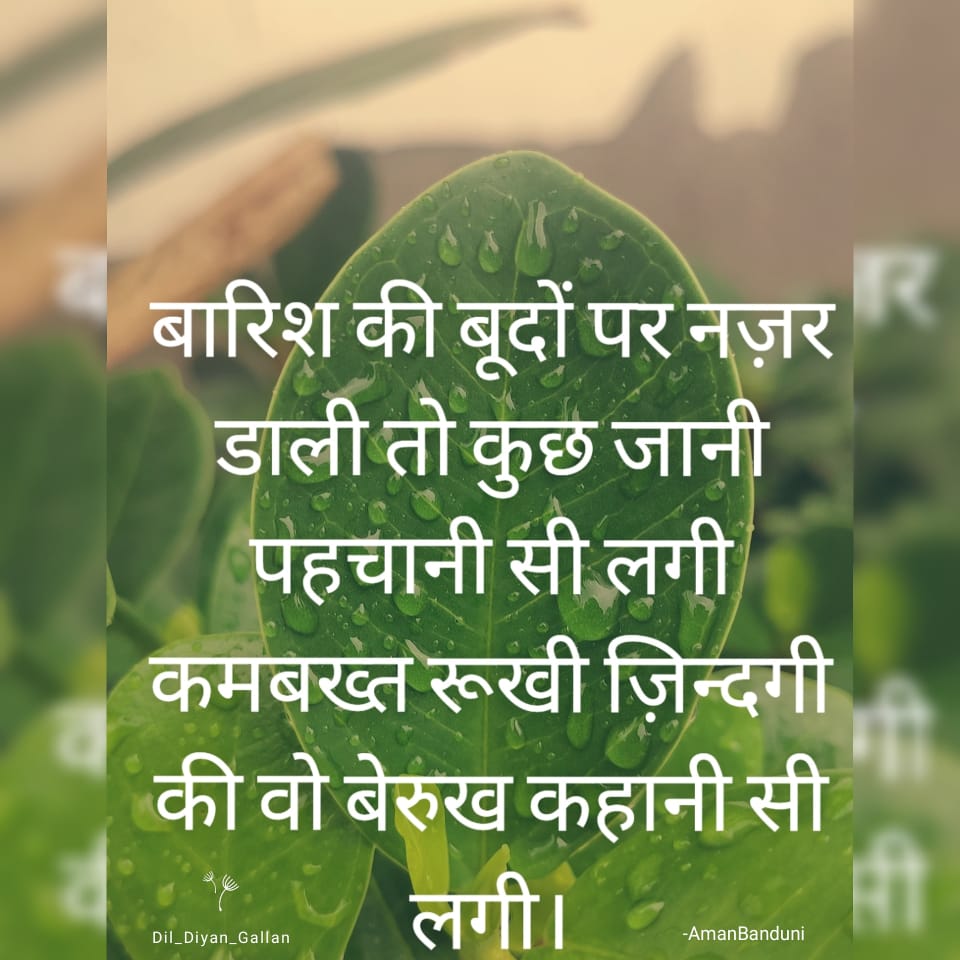 बारिश की बूदों पर नज़र
डाली तो कुछ जानी
पहचानी सी लगी
कमबख्त रूखी ज़िन्दगी
की वो बेरुख कहानी सी
लगी।
Dil_Diyan_Gallan
-AmanBanduni